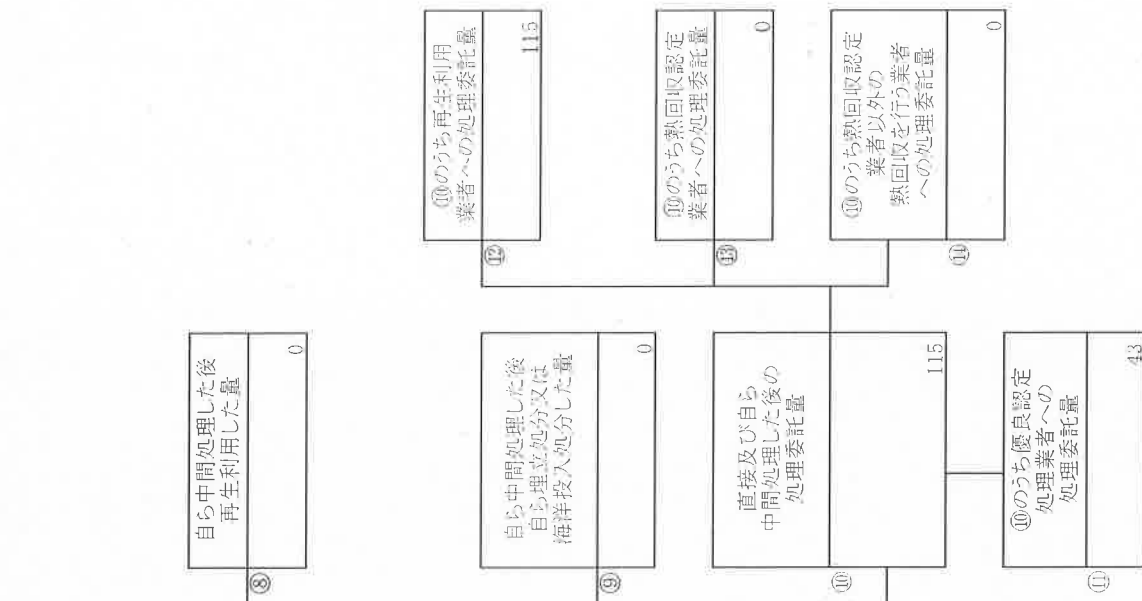 ⑧
自ら中間処理した後
再生利用した量
0
⑨
自ら中間処理した後
自ら埋立処分又は
海洋投入処分した量
0
⑩
直接及び自ら
中間処理した後の
処理委託量
115
⑪
⑩のうち優良認定
処理業者への
処理委託量
43
⑫
⑩のうち再生利用
業者への処理委託量
115
⑬
⑩のうち熱回収認定
業者への処理委託量
0
⑭
⑩のうち熱回収認定
業者以外の
熱回収を行う業者
への処理委託量
0